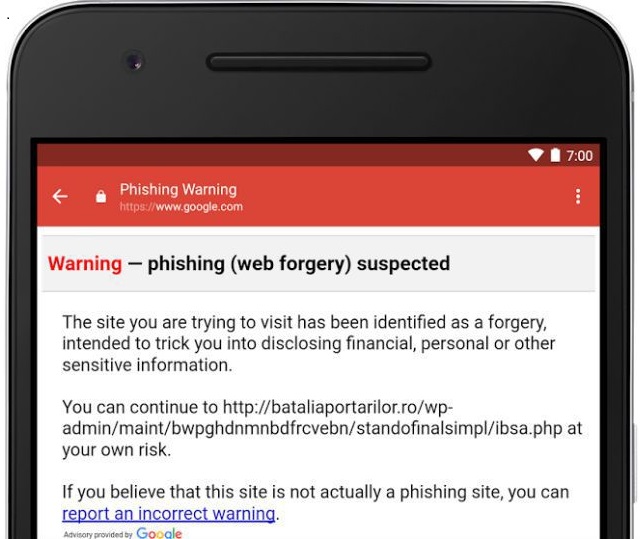 7:00
Phishing Warning
https://www.google.com
Warning — phishing (web forgery) suspected
The site you are trying to visit has been identified as a forgery,
intended to trick you into disclosing financial, personal or other
sensitive information.
You can continue to http://bataliaportarilor.ro/wp-
admin/maint/bwpghdnmnbdfrcvebn/standofinalsimpl/ibsa.php at
your own risk.
If you believe that this site is not actually a phishing site, you can
report an incorrect warning.
Advisory provided by Google